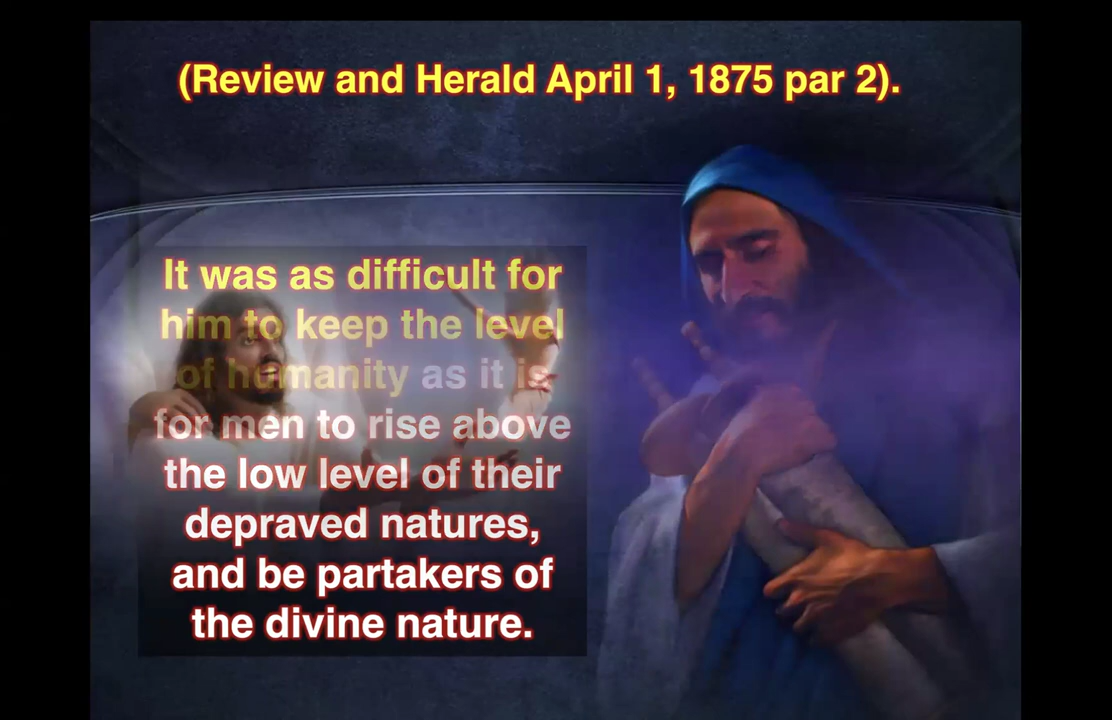 (Review and Herald April 1, 1875 par 2).
It was as difficult for
him to keep the level
of humanity as it is
for men to rise above
the low level of their
depraved natures,
and be partakers of
the divine nature.